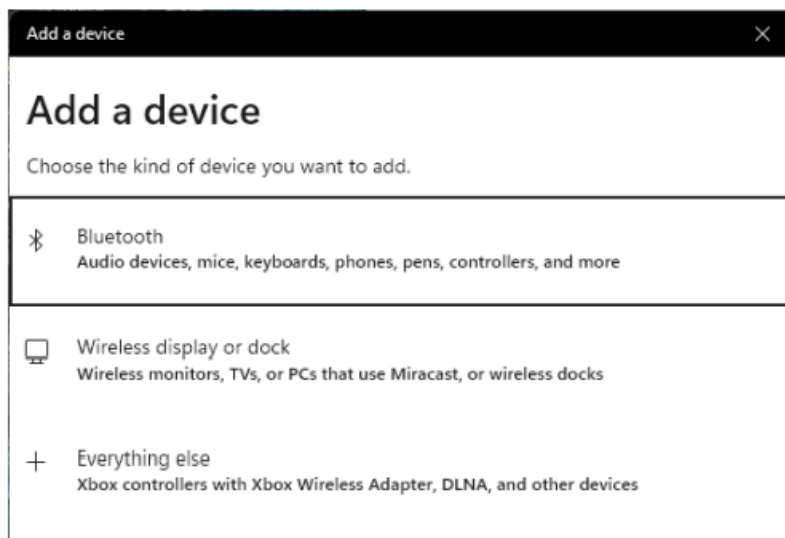 Add a device
Add a device
Choose the kind of device you want to add.
Bluetooth
Audio devices, mice, keyboards, phones, pens, controllers, and more
Wireless display or dock
Wireless monitors, TVs, or PCs that use Miracast, or wireless docks
Everything else
Xbox controllers with Xbox Wireless Adapter, DLNA, and other devices